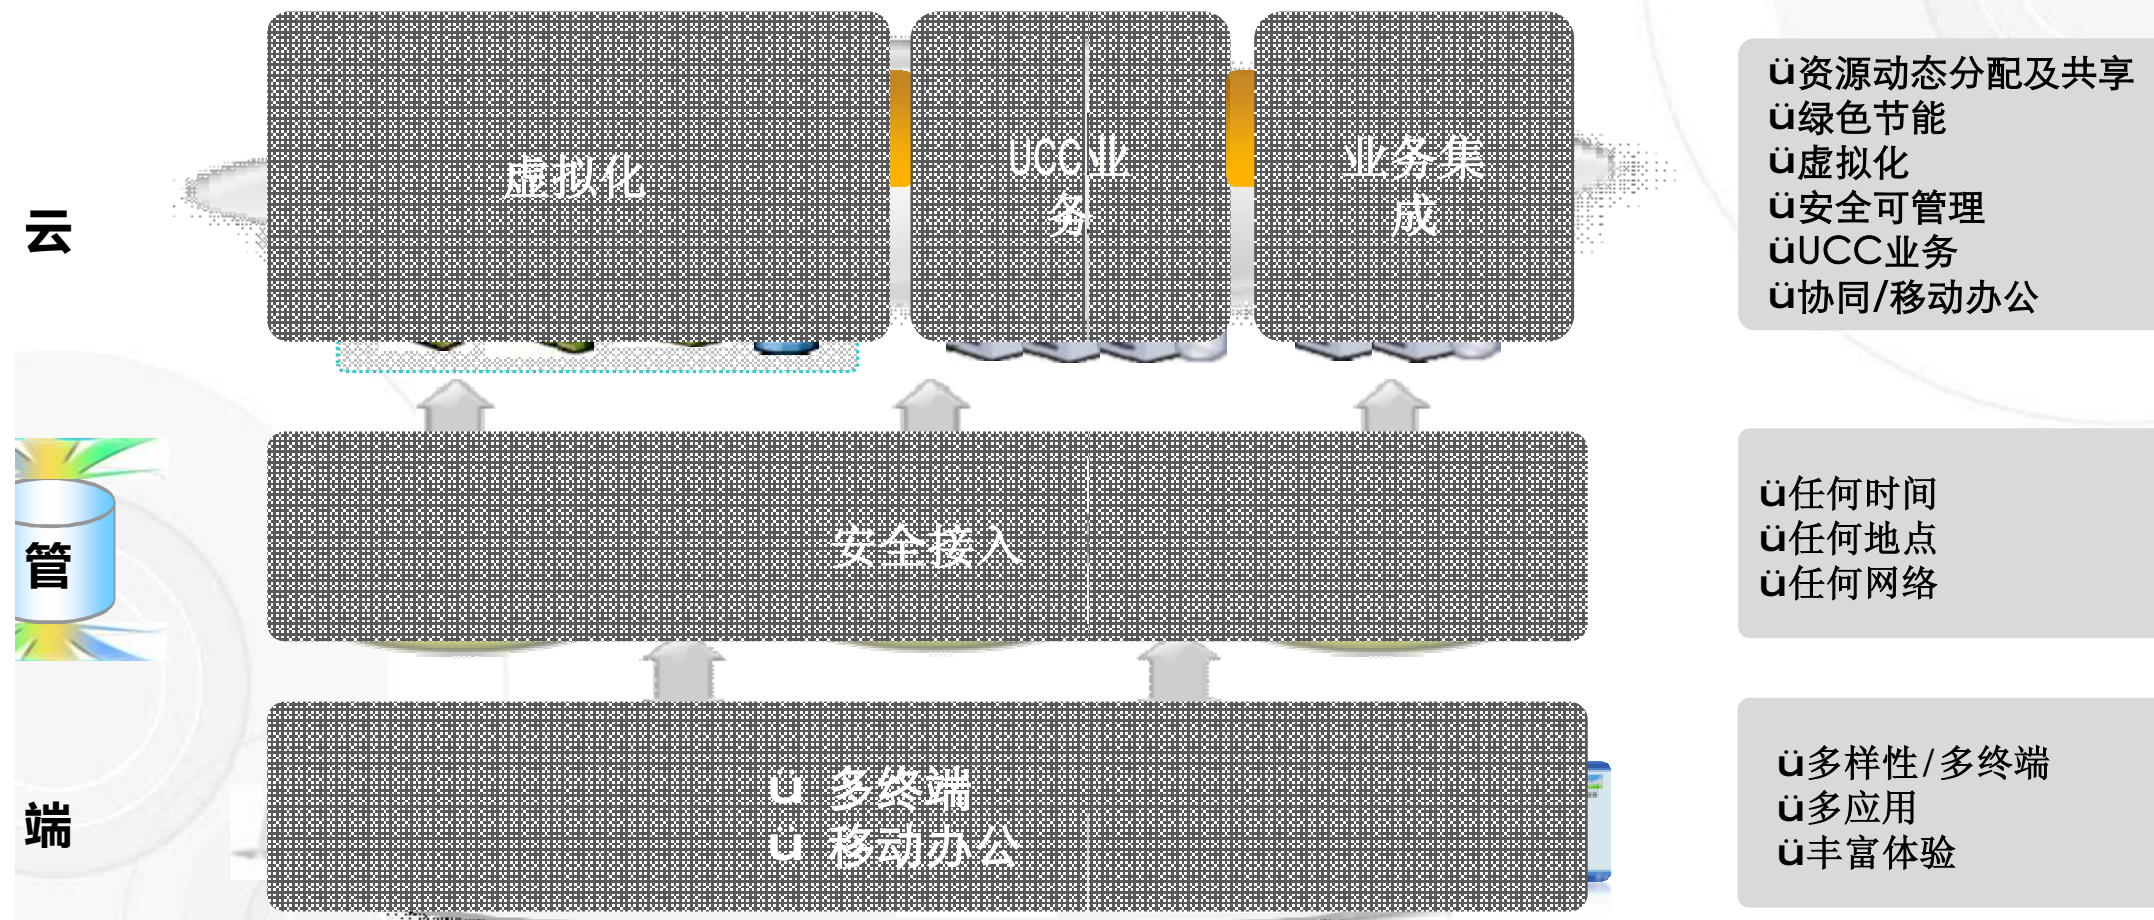 云
虚拟化
UCC业
务
业务集
成
ü资源动态分配及共享
ü绿色节能
ü虚拟化
ü安全可管理
üUCC业务
ü协同/移动办公
管
安全接入
ü任何时间
ü任何地点
ü任何网络
端
ü 多终端
ü 移动办公
ü多样性/多终端
ü多应用
ü丰富体验